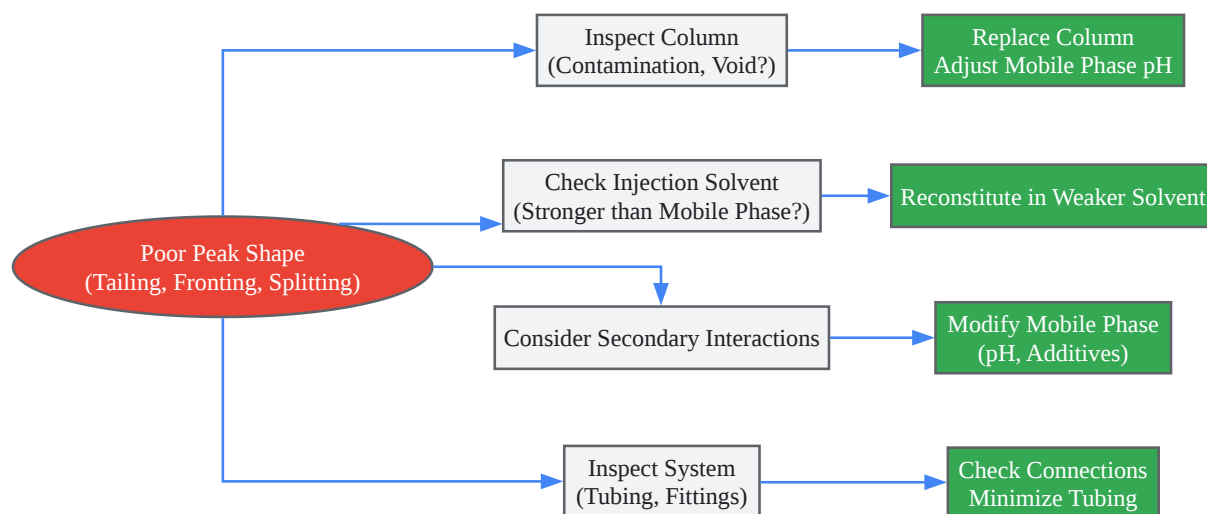 Inspect Column
(Contamination, Void?)
Replace Column
Adjust Mobile Phase pH
Check Injection Solvent
(Stronger than Mobile Phase?)
Reconstitute in Weaker Solvent
Poor Peak Shape
(Tailing, Fronting, Splitting)
Consider Secondary Interactions
Modify Mobile Phase
(pH, Additives)
Inspect System
(Tubing, Fittings)
Check Connections
Minimize Tubing